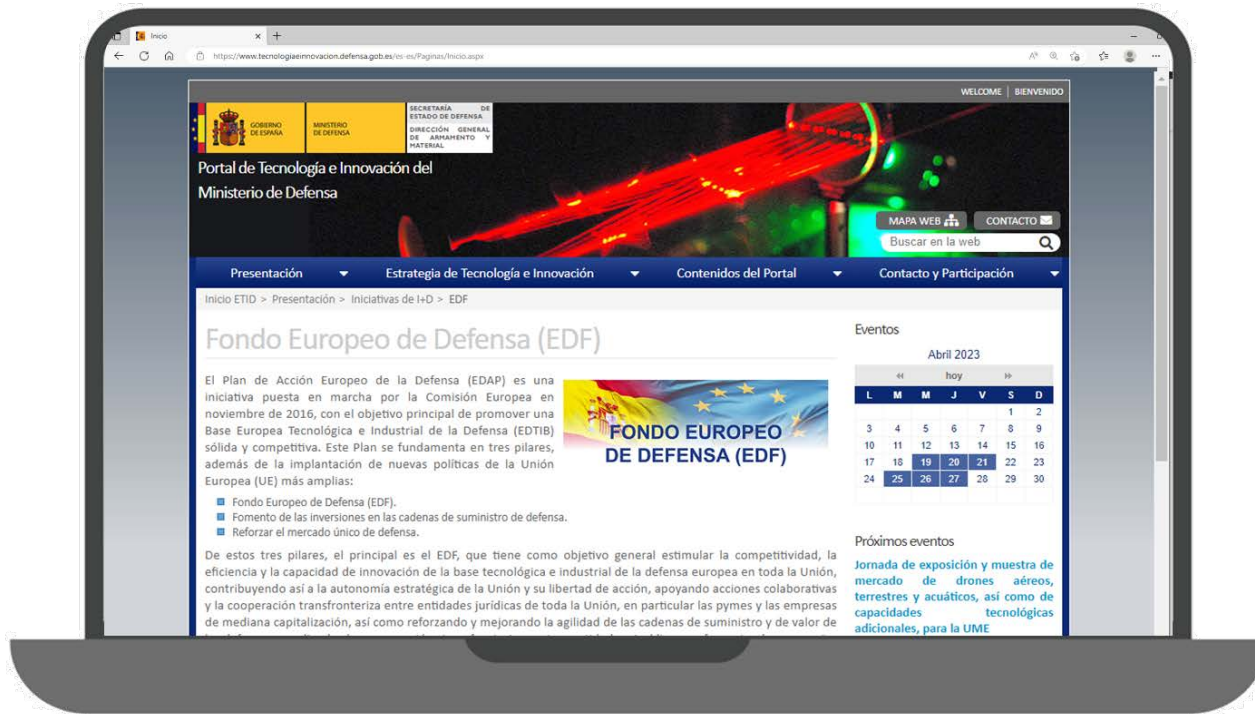 Inicio
https://www.tecnologiaeinnovacion.defensa.gob.es/es-es/Paginas/Inicio.aspx
WELCOME | BIENVENIDO
GOBIERNO
DE ESPAÑA
MINISTERIO
DE DEFENSA
SECRETARÍA DE
ESTADO DE DEFENSA
DIRECCIÓN GENERAL
DE ARMAMENTO Y
MATERIAL
Portal de Tecnología e Innovación del
Ministerio de Defensa
MAPA WEB
CONTACTO
Buscar en la web
Presentación
Estrategia de Tecnología e Innovación
Contenidos del Portal
Contacto y Participación
Inicio ETID > Presentación > Iniciativas de I+D > EDF
Fondo Europeo de Defensa (EDF)
El Plan de Acción Europeo de la Defensa (EDAP) es una
iniciativa puesta en marcha por la Comisión Europea en
noviembre de 2016, con el objetivo principal de promover una
Base Europea Tecnológica e Industrial de la Defensa (EDTIB)
sólida y competitiva. Este Plan se fundamenta en tres pilares,
además de la implantación de nuevas políticas de la Unión
Europea (UE) más amplias:
FONDO EUROPEO
DE DEFENSA (EDF)
Fondo Europeo de Defensa (EDF).
Fomento de las inversiones en las cadenas de suministro de defensa.
Reforzar el mercado único de defensa.
De estos tres pilares, el principal es el EDF, que tiene como objetivo general estimular la competitividad, la
eficiencia y la capacidad de innovación de la base tecnológica e industrial de la defensa europea en toda la Unión,
contribuyendo así a la autonomía estratégica de la Unión y su libertad de acción, apoyando acciones colaborativas
y la cooperación transfronteriza entre entidades jurídicas de toda la Unión, en particular las pymes y las empresas
de mediana capitalización, así como reforzando y mejorando la agilidad de las cadenas de suministro y de valor de
Eventos
Abril 2023
hoy
L M M J V S D
1 2
3 4 5 6 7 8 9
10 11 12 13 14 15 16
17 18 19 20 21 22 23
24 25 26 27 28 29 30
Próximos eventos
Jornada de exposición y muestra de
mercado de drones aéreos,
terrestres y acuáticos, así como de
capacidades tecnológicas
adicionales, para la UME